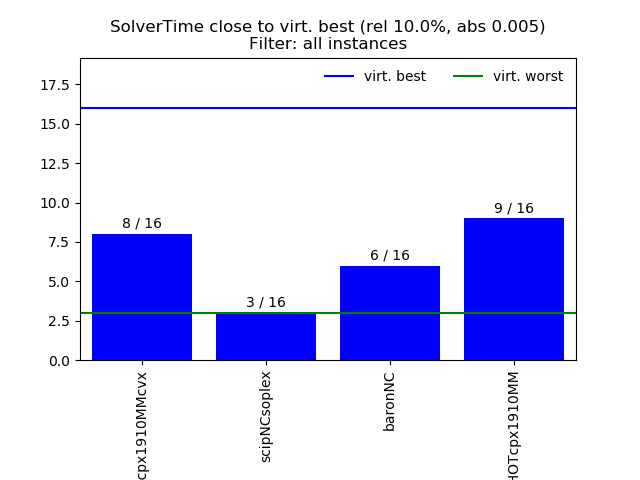 SolverTime close to virt. best (rel 10.0%, abs 0.005)
Filter: all instances
virt. best
virt. worst
17.5
15.0
12.5
10.0
7.5
5.0
2.5
0.0
8 / 16
3 / 16
6 / 16
9 / 16
cpx1910MMcvx
scipNCsoplex
baronNC
HOTcpx1910MM